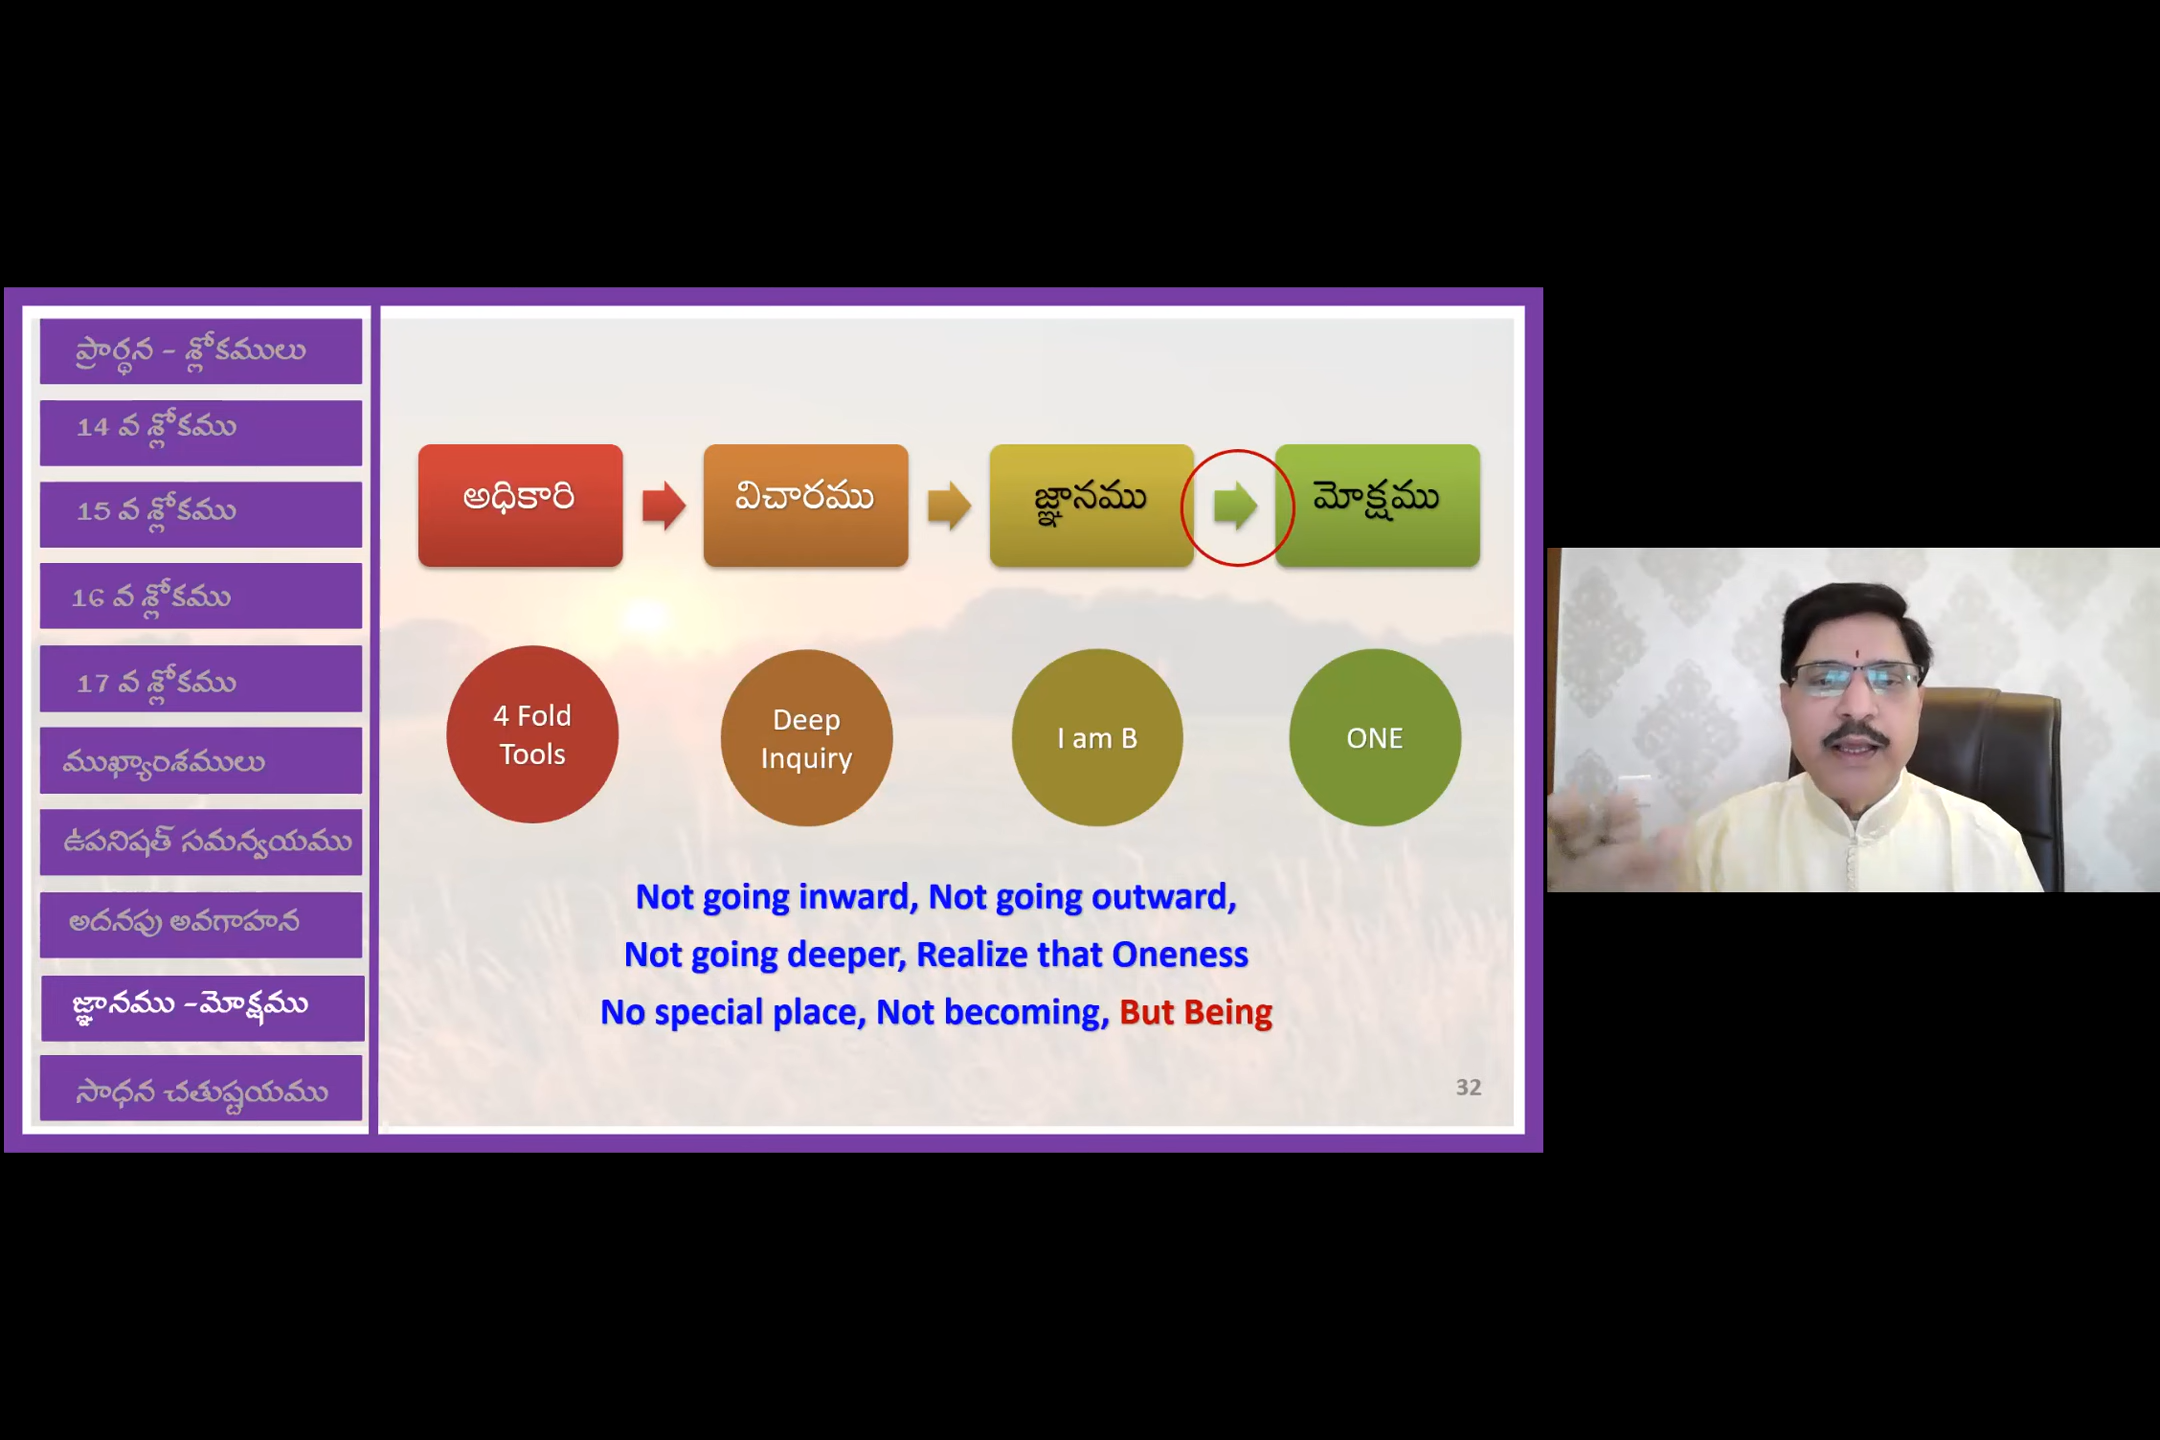 ప్రార్థన - శ్లోకములు
14 వ శ్లోకము
15 వ శ్లోకము
16 వ శ్లోకము
17 వ శ్లోకము
ముఖ్యాంశములు
ఉపనిషత్ సమన్వయము
అదనపు అవగాహన
జ్ఞానము -మోక్షము
సాధన చతుష్టయము
అధికారి
విచారము
జ్ఞానము
మోక్షము
4 Fold
Tools
Deep
Inquiry
I am B
ONE
Not going inward, Not going outward,
Not going deeper, Realize that Oneness
No special place, Not becoming, But Being
32